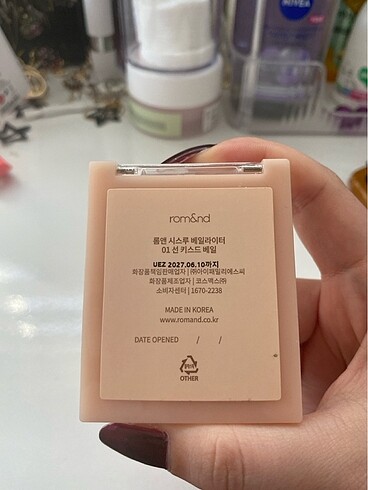 rom&nd
롬앤 시스루 베일라이터
01 선 키스드 베일
UEZ 2027.06.10까지
화장품책임판매업자 | ㈜아이패밀리에스씨
화장품제조업자 | 코스맥스㈜
소비자센터 | 1670-2238
MADE IN KOREA
www.romand.co.kr
DATE OPENED / /
OTHER
NIVEA